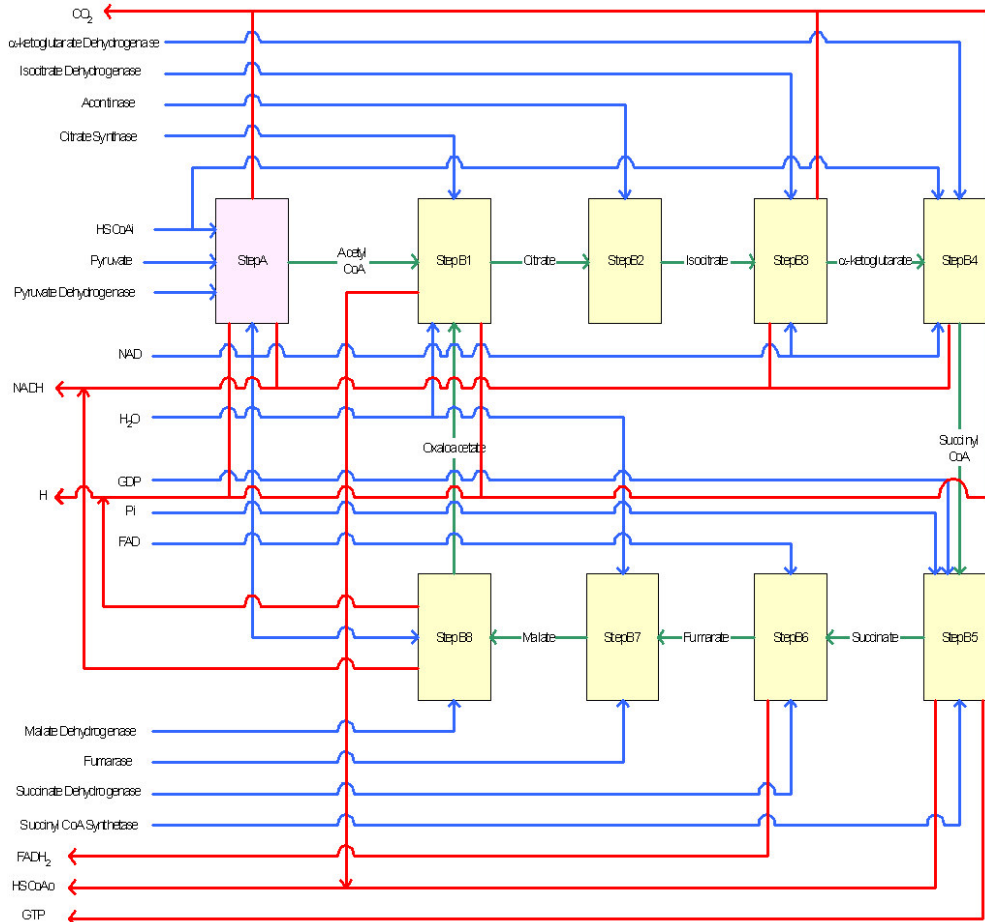 CO2
α-ketoglutarate Dehydrogenase
Isocitrate Dehydrogenase
Acontinase
Citrate Synthase
HSCoAi
Pyruvate
Pyruvate Dehydrogenase
StepA
Acetyl
CoA
StepB1
Citrate
StepB2
Isocitrate
StepB3
α-ketoglutarate
StepB4
NAD
NADH
H2O
Oxaloacetate
Succinyl
CoA
GDP
H
Pi
FAD
StepB8
Malate
StepB7
Fumarate
StepB6
Succinate
StepB5
Malate Dehydrogenase
Fumarase
Succinate Dehydrogenase
Succinyl CoA Synthetase
FADH2
HSCoAo
GTP